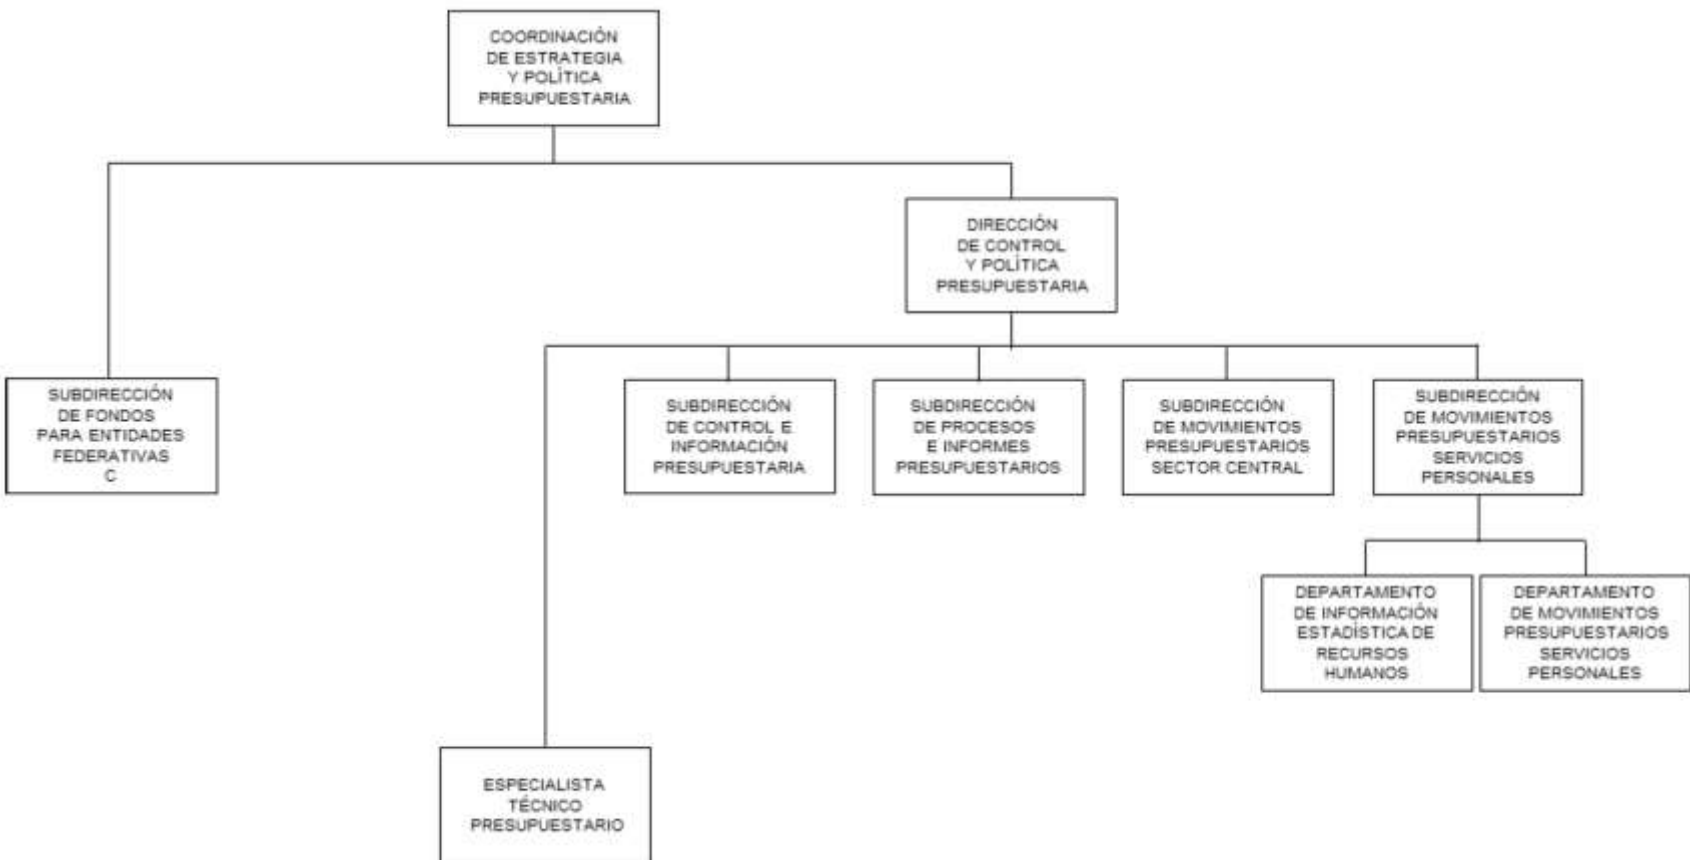 COORDINACIÓN
DE ESTRATEGIA
Y POLÍTICA
PRESUPUESTARIA
DIRECCIÓN
DE CONTROL
Y POLÍTICA
PRESUPUESTARIA
SUBDIRECCIÓN
DE FONDOS
PARA ENTIDADES
FEDERATIVAS
C
SUBDIRECCIÓN
DE CONTROL E
INFORMACIÓN
PRESUPUESTARIA
SUBDIRECCIÓN
DE PROCESOS
E INFORMES
PRESUPUESTARIOS
SUBDIRECCIÓN
DE MOVIMIENTOS
PRESUPUESTARIOS
SECTOR CENTRAL
SUBDIRECCIÓN
DE MOVIMIENTOS
PRESUPUESTARIOS
SERVICIOS
PERSONALES
DEPARTAMENTO
DE INFORMACIÓN
ESTADÍSTICA DE
RECURSOS
HUMANOS
DEPARTAMENTO
DE MOVIMIENTOS
PRESUPUESTARIOS
SERVICIOS
PERSONALES
ESPECIALISTA
TÉCNICO
PRESUPUESTARIO